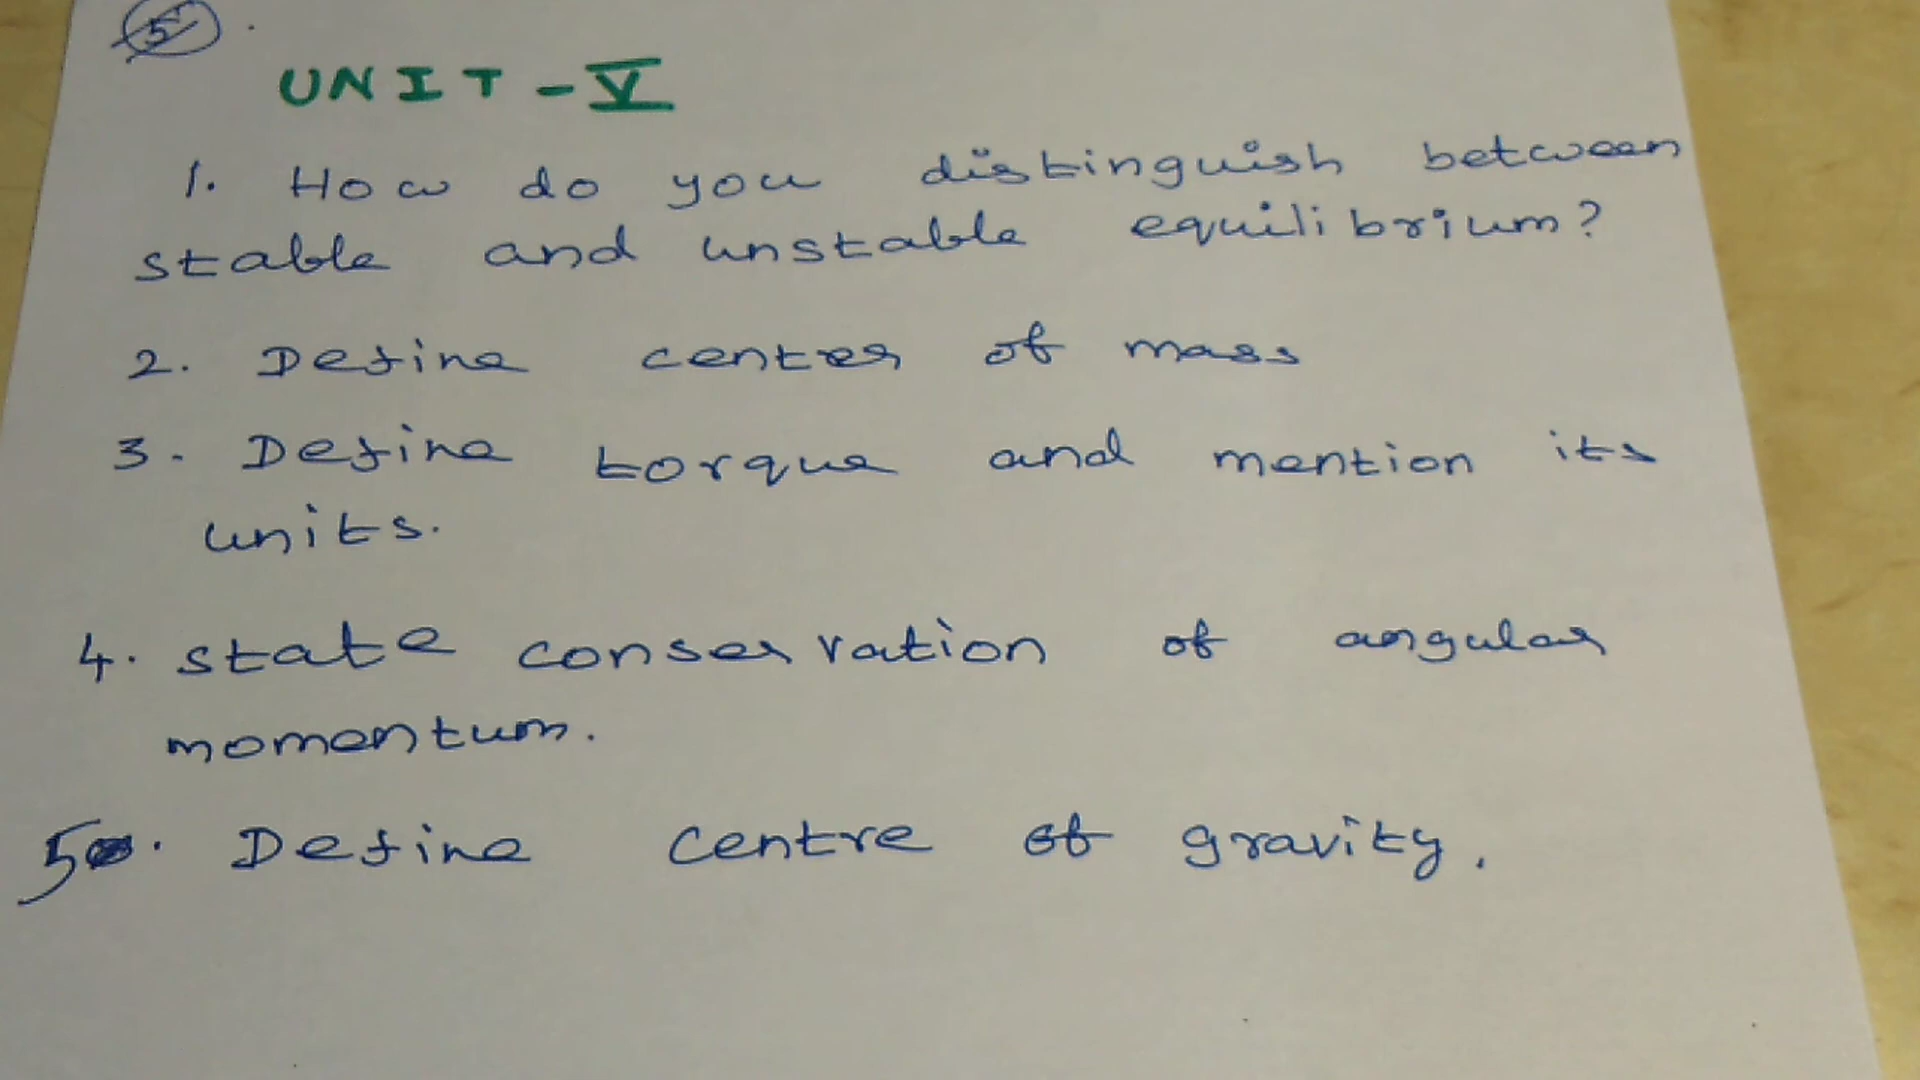 5
UNIT - V
1. How do you distinguish between
stable and unstable equilibrium?
2. Define center of mass
3. Define torque and mention its
units.
4. state conservation of angular
momentum.
5. Define centre of gravity.